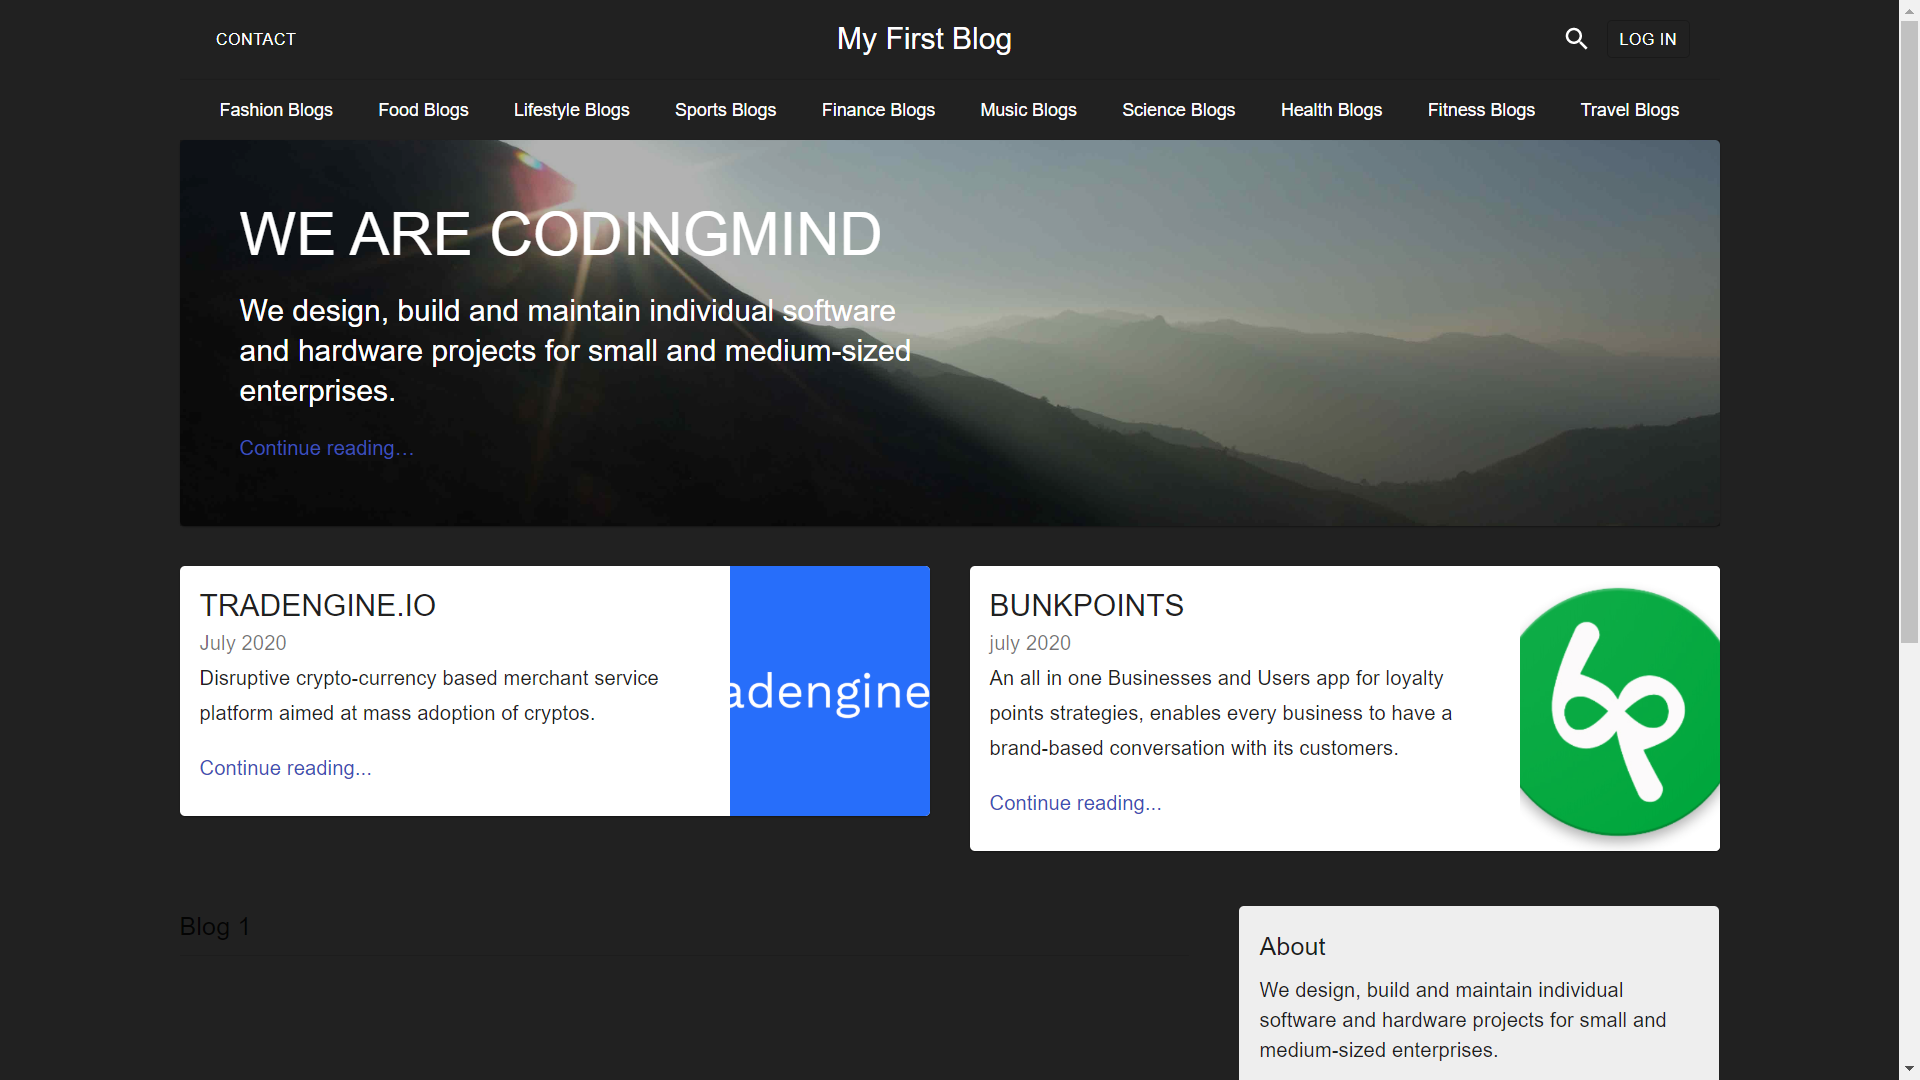 CONTACT
My First Blog
LOG IN
Fashion Blogs
Food Blogs
Lifestyle Blogs
Sports Blogs
Finance Blogs
Music Blogs
Science Blogs
Health Blogs
Fitness Blogs
Travel Blogs
WE ARE CODINGMIND
We design, build and maintain individual software
and hardware projects for small and medium-sized
enterprises.
Continue reading…
TRADENGINE.IO
July 2020
Disruptive crypto-currency based merchant service
platform aimed at mass adoption of cryptos.
Continue reading...
adengine
BUNKPOINTS
july 2020
An all in one Businesses and Users app for loyalty
points strategies, enables every business to have a
brand-based conversation with its customers.
Continue reading...
bp
Blog 1
About
We design, build and maintain individual
software and hardware projects for small and
medium-sized enterprises.